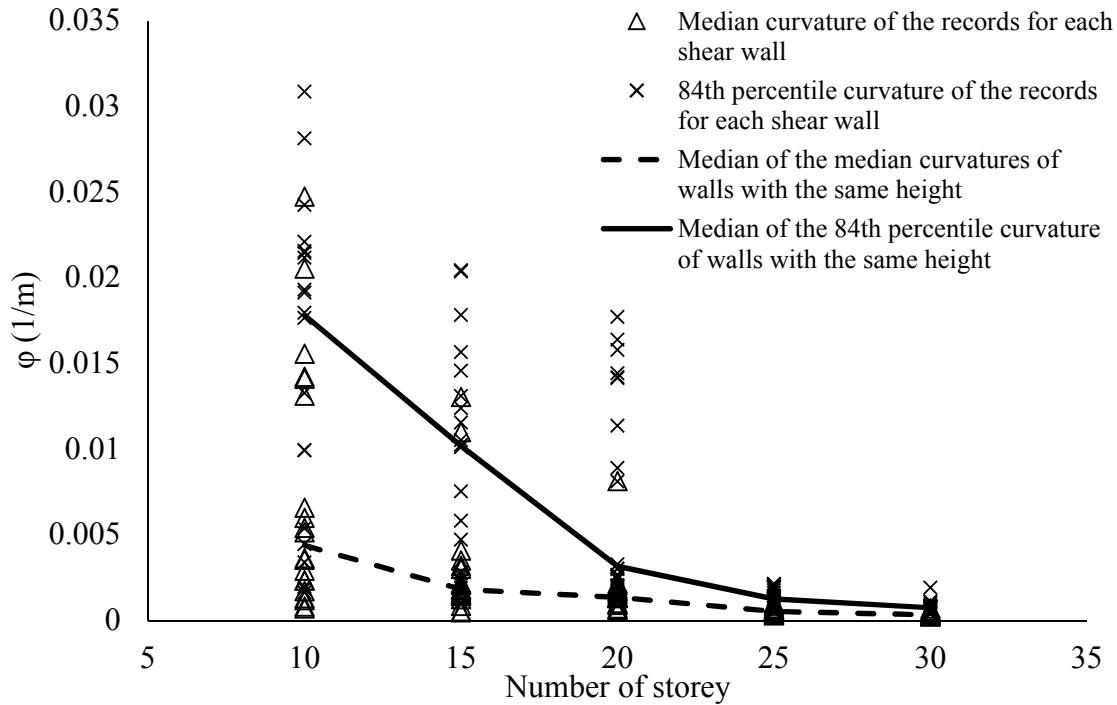 0.035
0.03
0.025
0.02
0.015
0.01
0.005
0
φ (1/m)
5 10 15 20 25 30 35
Number of storey
Median curvature of the records for each
shear wall
84th percentile curvature of the records
for each shear wall
Median of the median curvatures of
walls with the same height
Median of the 84th percentile curvature
of walls with the same height